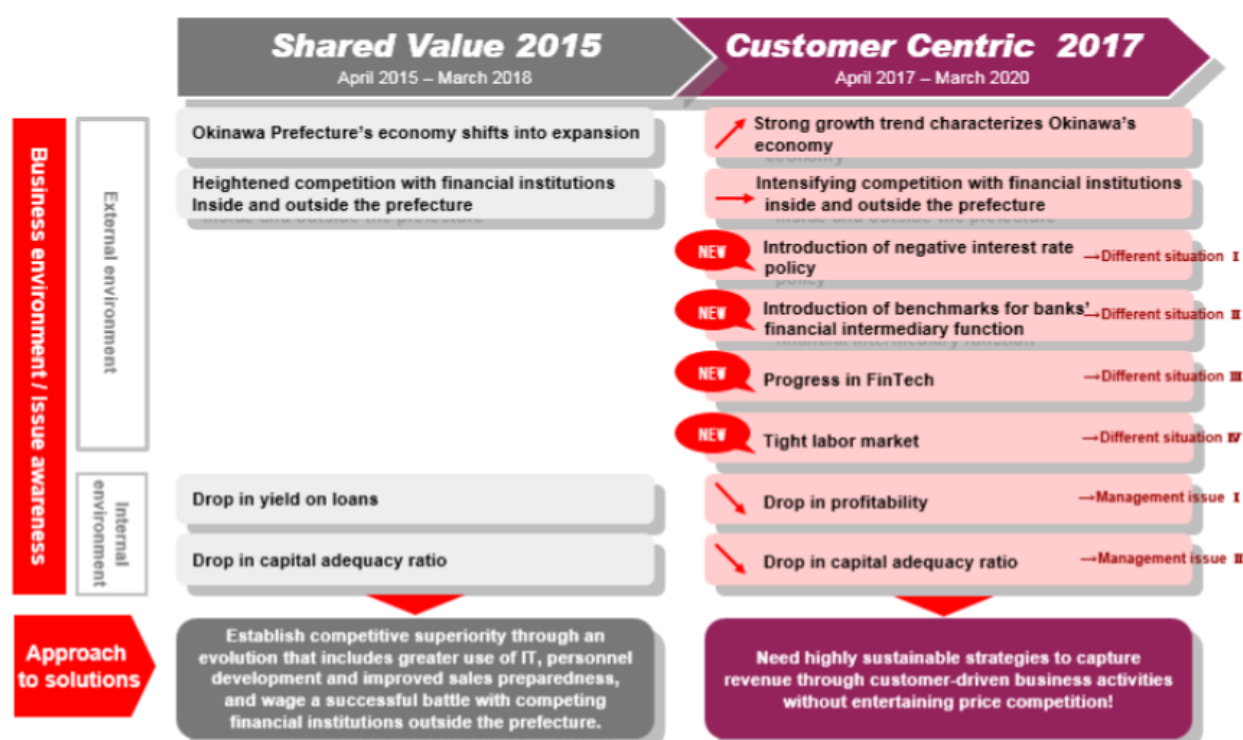 Shared Value 2015
April 2015 – March 2018
Customer Centric 2017
April 2017 – March 2020
Business environment / Issue awareness
External environment
Okinawa Prefecture's economy shifts into expansion
Strong growth trend characterizes Okinawa's
economy
Heightened competition with financial institutions
Inside and outside the prefecture
Intensifying competition with financial institutions
inside and outside the prefecture
NEW
Introduction of negative interest rate
policy
→Different situation Ⅰ
NEW
Introduction of benchmarks for banks'
financial intermediary function
→Different situation Ⅱ
NEW
Progress in FinTech
→Different situation Ⅲ
NEW
Tight labor market
→Different situation Ⅳ
Internal
environment
Drop in yield on loans
Drop in profitability
→Management issue Ⅰ
Drop in capital adequacy ratio
Drop in capital adequacy ratio
→Management issue Ⅱ
Approach
to solutions
Establish competitive superiority through an
evolution that includes greater use of IT, personnel
development and improved sales preparedness,
and wage a successful battle with competing
financial institutions outside the prefecture.
Need highly sustainable strategies to capture
revenue through customer-driven business activities
without entertaining price competition!